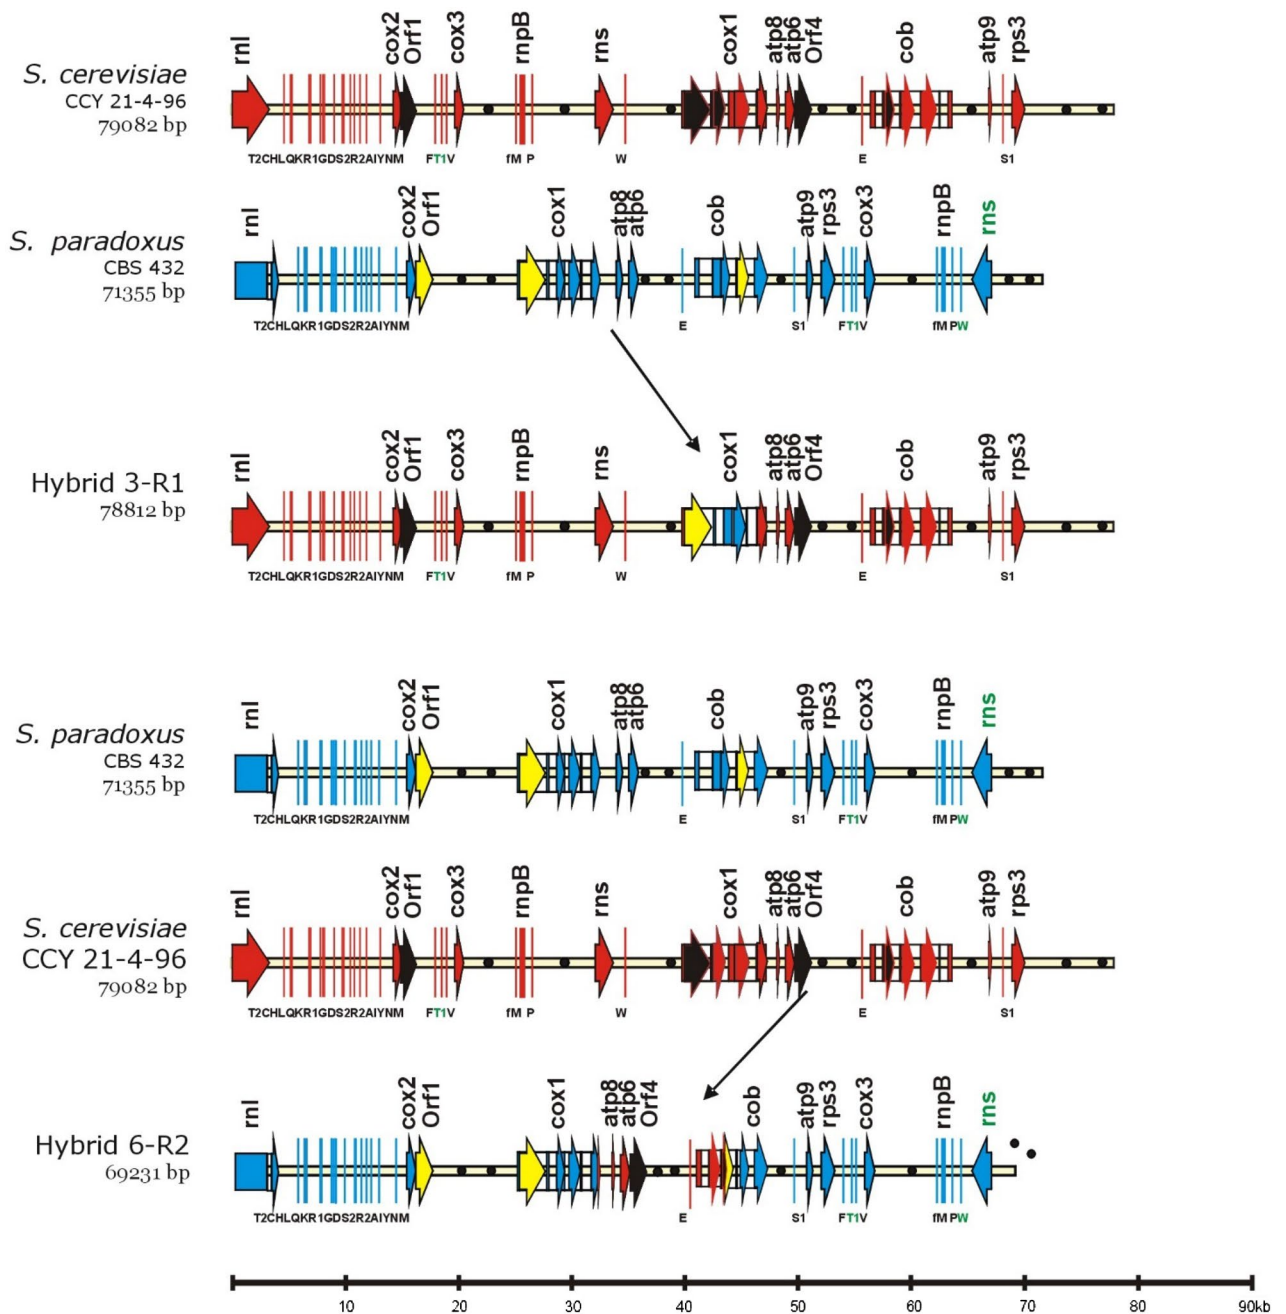 rnl cox2 Orf1 cox3 rnpB rns cox1 atp8 atp6 Orf4 cob atp9 rps3
S. cerevisiae
CCY 21-4-96
79082 bp
T2CHLQKR1GDS2R2AIYNM FT1V fM P W E S1
rnl cox2 Orf1 cox1 atp8 atp6 cob atp9 rps3 cox3 rnpB rns
S. paradoxus
CBS 432
71355 bp
T2CHLQKR1GDS2R2AIYNM E S1 FT1V fM PW
rnl cox2 Orf1 cox3 rnpB rns cox1 atp8 atp6 Orf4 cob atp9 rps3
Hybrid 3-R1
78812 bp
T2CHLQKR1GDS2R2AIYNM FT1V fM P W E S1
rnl cox2 Orf1 cox1 atp8 atp6 cob atp9 rps3 cox3 rnpB rns
S. paradoxus
CBS 432
71355 bp
T2CHLQKR1GDS2R2AIYNM E S1 FT1V fM PW
rnl cox2 Orf1 cox3 rnpB rns cox1 atp8 atp6 Orf4 cob atp9 rps3
S. cerevisiae
CCY 21-4-96
79082 bp
T2CHLQKR1GDS2R2AIYNM FT1V fM P W E S1
rnl cox2 Orf1 cox1 atp8 atp6 Orf4 cob atp9 rps3 cox3 rnpB rns
Hybrid 6-R2
69231 bp
T2CHLQKR1GDS2R2AIYNM E S1 FT1V fM PW
10 20 30 40 50 60 70 80 90kb